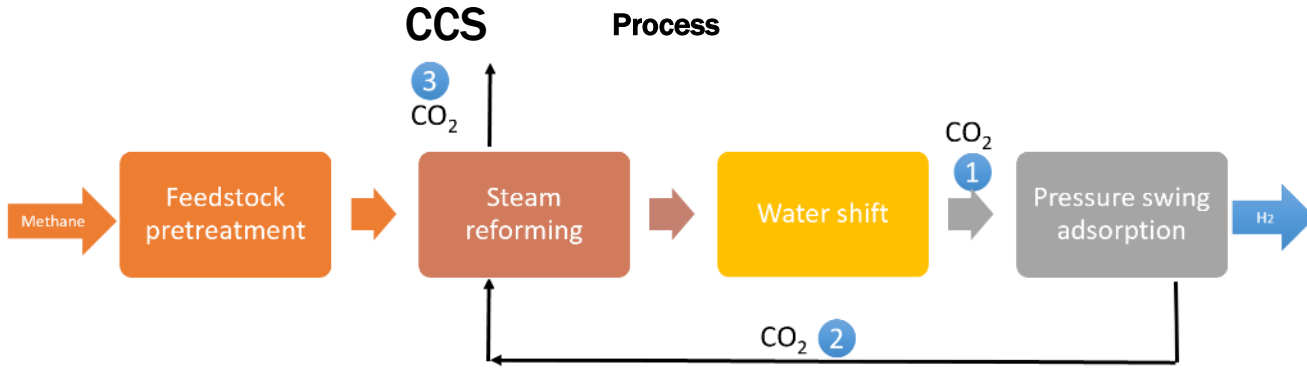 CCS Process
3
CO₂
CO₂
1
Methane
Feedstock
pretreatment
Steam
reforming
Water shift
Pressure swing
adsorption
H₂
CO₂ 2